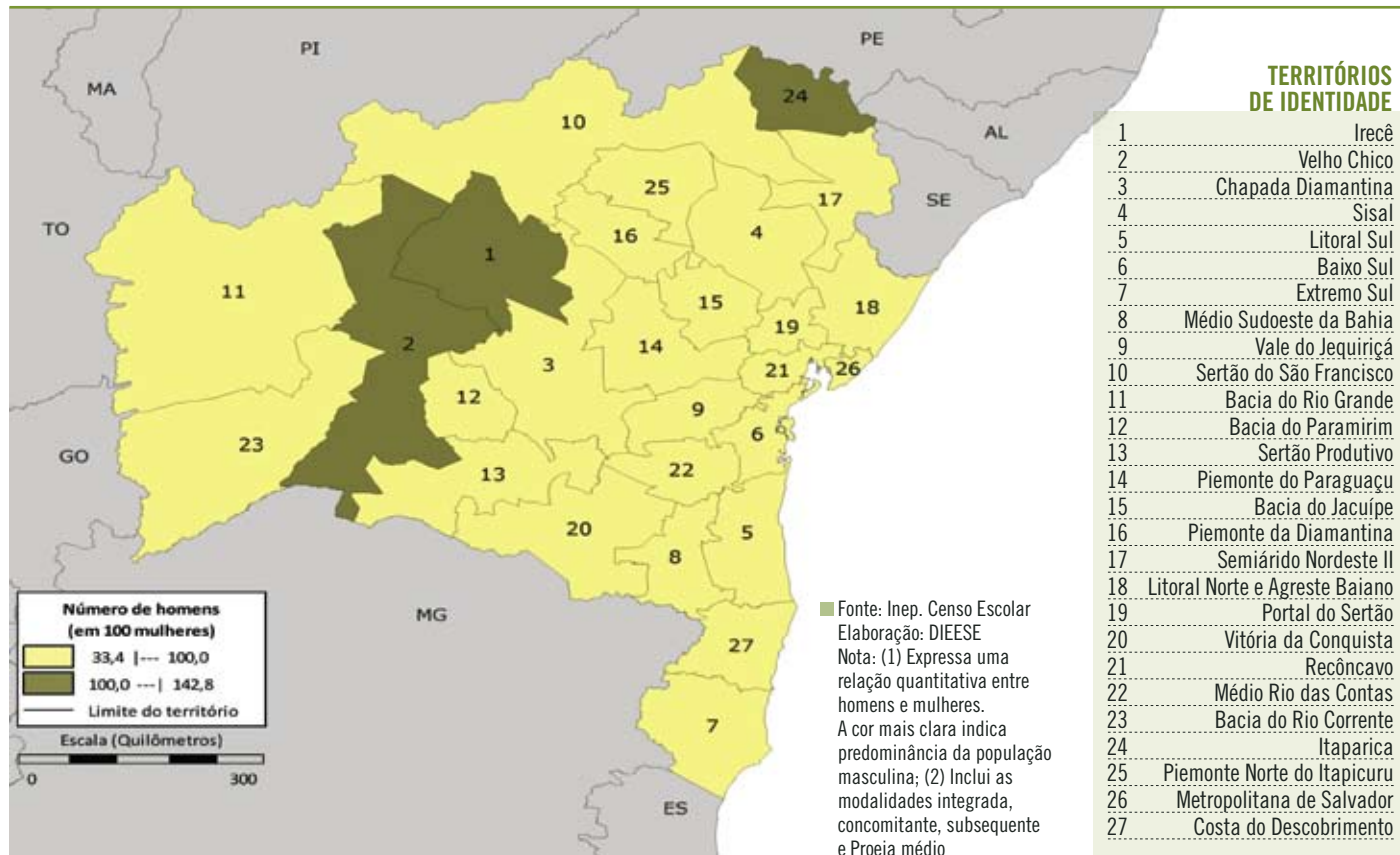 PI
PE
MA
24
AL
10
25
17
SE
TO
4
16
1
11
15
18
19
2
14
3
21
26
12
9
6
23
GO
22
13
20
5
8
MG
27
7
ES
Número de homens
(em 100 mulheres)
33,4 |--- 100,0
100,0 ---| 142,8
Limite do território
Escala (Quilômetros)
0 300
Fonte: Inep. Censo Escolar
Elaboração: DIEESE
Nota: (1) Expressa uma
relação quantitativa entre
homens e mulheres.
A cor mais clara indica
predominância da população
masculina; (2) Inclui as
modalidades integrada,
concomitante, subsequente
e Proeja médio
TERRITÓRIOS
DE IDENTIDADE
1 Irecê
2 Velho Chico
3 Chapada Diamantina
4 Sisal
5 Litoral Sul
6 Baixo Sul
7 Extremo Sul
8 Médio Sudoeste da Bahia
9 Vale do Jequiriçá
10 Sertão do São Francisco
11 Bacia do Rio Grande
12 Bacia do Paramirim
13 Sertão Produtivo
14 Piemonte do Paraguaçu
15 Bacia do Jacuípe
16 Piemonte da Diamantina
17 Semiárido Nordeste II
18 Litoral Norte e Agreste Baiano
19 Portal do Sertão
20 Vitória da Conquista
21 Recôncavo
22 Médio Rio das Contas
23 Bacia do Rio Corrente
24 Itaparica
25 Piemonte Norte do Itapicuru
26 Metropolitana de Salvador
27 Costa do Descobrimento